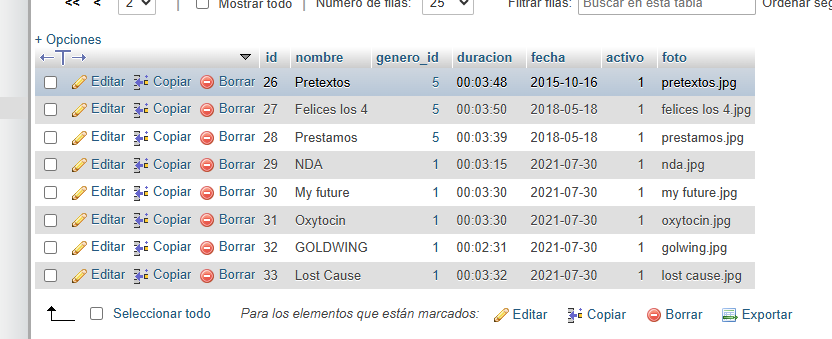 << < 2 Mostrar todo Número de filas: 25 Filtrar filas: Buscar en esta tabla Ordenar seg
+ Opciones
←T→ id nombre genero_id duracion fecha activo foto
Editar Copiar Borrar 26 Pretextos 5 00:03:48 2015-10-16 1 pretextos.jpg
Editar Copiar Borrar 27 Felices los 4 5 00:03:50 2018-05-18 1 felices los 4.jpg
Editar Copiar Borrar 28 Prestamos 5 00:03:39 2018-05-18 1 prestamos.jpg
Editar Copiar Borrar 29 NDA 1 00:03:15 2021-07-30 1 nda.jpg
Editar Copiar Borrar 30 My future 1 00:03:30 2021-07-30 1 my future.jpg
Editar Copiar Borrar 31 Oxytocin 1 00:03:30 2021-07-30 1 oxytocin.jpg
Editar Copiar Borrar 32 GOLDWING 1 00:02:31 2021-07-30 1 golwing.jpg
Editar Copiar Borrar 33 Lost Cause 1 00:03:32 2021-07-30 1 lost cause.jpg
Seleccionar todo Para los elementos que están marcados: Editar Copiar Borrar Exportar